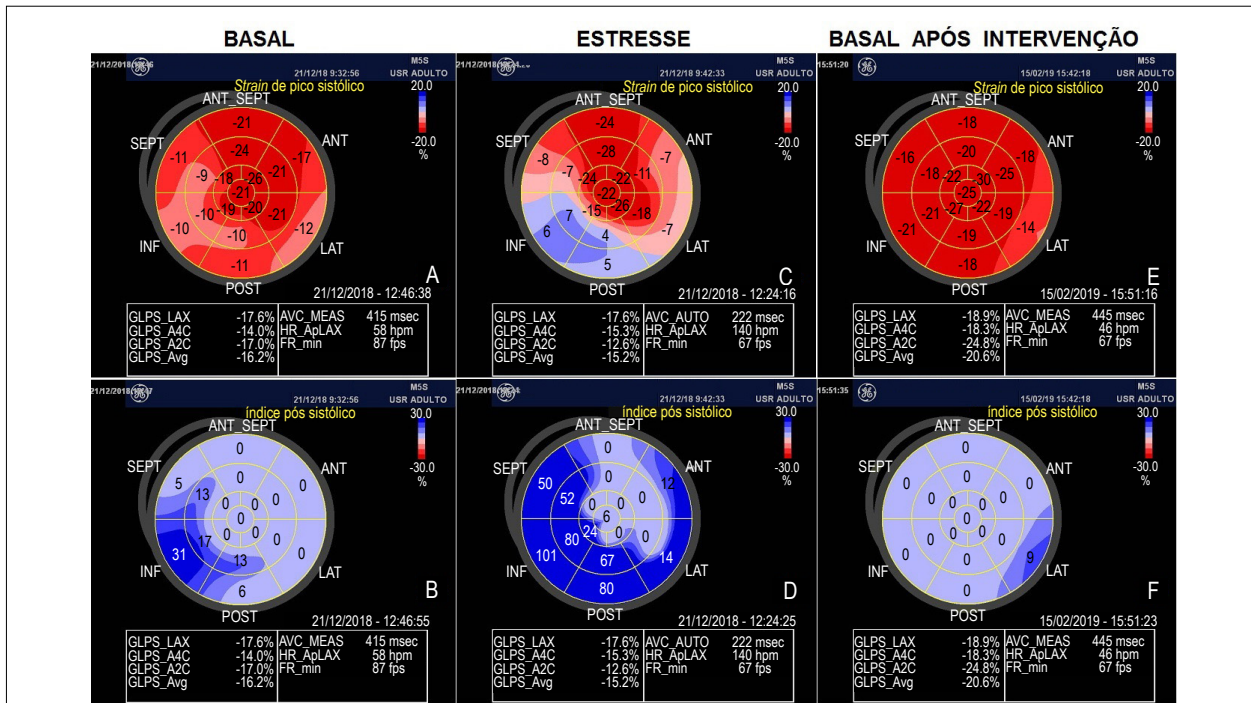 BASAL ESTRESSE BASAL APÓS INTERVENÇÃO
M5S
21/12/18 9:32:56 USR ADULTO
Strain de pico sistólico
20.0
-20.0
%
ANT_SEPT
SEPT ANT
INF LAT
POST
-21
-24
-11 -17
-9 -18 -26 -21
-21
-10 -19 -20 -21
-10 -10 -12
-11
A
21/12/2018 - 12:46:38
GLPS_LAX -17.6% AVC_MEAS 415 msec
GLPS_A4C -14.0% HR_ApLAX 58 hpm
GLPS_A2C -17.0% FR_min 87 fps
GLPS_Avg -16.2%
M5S
21/12/18 9:42:33 USR ADULTO
Strain de pico sistólico
20.0
-20.0
%
ANT_SEPT
SEPT ANT
INF LAT
POST
-24
-28
-8 -7
-7 -24 -22 -11
-22
7 -15 -26 -18
6 4 -7
5
C
21/12/2018 - 12:24:16
GLPS_LAX -17.6% AVC_AUTO 222 msec
GLPS_A4C -15.3% HR_ApLAX 140 hpm
GLPS_A2C -12.6% FR_min 67 fps
GLPS_Avg -15.2%
15:51:20
M5S
15/02/19 15:42:18 USR ADULTO
Strain de pico sistólico
20.0
-20.0
%
ANT_SEPT
SEPT ANT
INF LAT
POST
-18
-20
-16 -18
-18 -22 -30 -25
-25
-21 -27 -22 -19
-21 -19 -14
-18
E
15/02/2019 - 15:51:16
GLPS_LAX -18.9% AVC_MEAS 445 msec
GLPS_A4C -18.3% HR_ApLAX 46 hpm
GLPS_A2C -24.8% FR_min 67 fps
GLPS_Avg -20.6%
M5S
21/12/18 9:32:56 USR ADULTO
índice pós sistólico
30.0
-30.0
%
ANT_SEPT
SEPT ANT
INF LAT
POST
0
0
5 0
13 0 0 0
0
17 0 0 0
31 13 0
6
B
21/12/2018 - 12:46:55
GLPS_LAX -17.6% AVC_MEAS 415 msec
GLPS_A4C -14.0% HR_ApLAX 58 hpm
GLPS_A2C -17.0% FR_min 87 fps
GLPS_Avg -16.2%
M5S
21/12/18 9:42:33 USR ADULTO
índice pós sistólico
30.0
-30.0
%
ANT_SEPT
SEPT ANT
INF LAT
POST
0
0
50 12
52 0 0 0
6
80 24 0 0
101 67 14
80
D
21/12/2018 - 12:24:25
GLPS_LAX -17.6% AVC_AUTO 222 msec
GLPS_A4C -15.3% HR_ApLAX 140 hpm
GLPS_A2C -12.6% FR_min 67 fps
GLPS_Avg -15.2%
15:51:35
M5S
15/02/19 15:42:18 USR ADULTO
índice pós sistólico
30.0
-30.0
%
ANT_SEPT
SEPT ANT
INF LAT
POST
0
0
0 0
0 0 0 0
0
0 0 0 0
0 0 9
0
F
15/02/2019 - 15:51:23
GLPS_LAX -18.9% AVC_MEAS 445 msec
GLPS_A4C -18.3% HR_ApLAX 46 hpm
GLPS_A2C -24.8% FR_min 67 fps
GLPS_Avg -20.6%